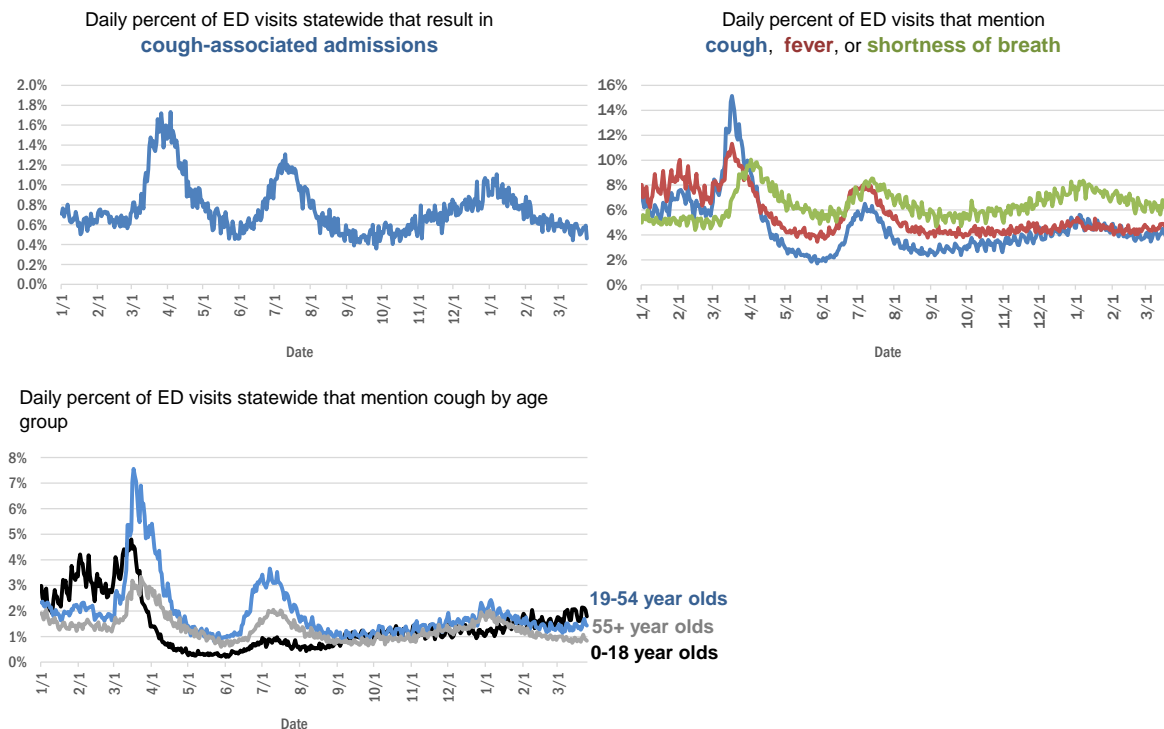 Daily percent of ED visits statewide that result in
cough-associated admissions
2.0%
1.8%
1.6%
1.4%
1.2%
1.0%
0.8%
0.6%
0.4%
0.2%
0.0%
1/1 2/1 3/1 4/1 5/1 6/1 7/1 8/1 9/1 10/1 11/1 12/1 1/1 2/1 3/1
Date
Daily percent of ED visits that mention
cough, fever, or shortness of breath
16%
14%
12%
10%
8%
6%
4%
2%
0%
1/1 2/1 3/1 4/1 5/1 6/1 7/1 8/1 9/1 10/1 11/1 12/1 1/1 2/1 3/1
Date
Daily percent of ED visits statewide that mention cough by age
group
8%
7%
6%
5%
4%
3%
2%
1%
0%
1/1 2/1 3/1 4/1 5/1 6/1 7/1 8/1 9/1 10/1 11/1 12/1 1/1 2/1 3/1
Date
19-54 year olds
55+ year olds
0-18 year olds